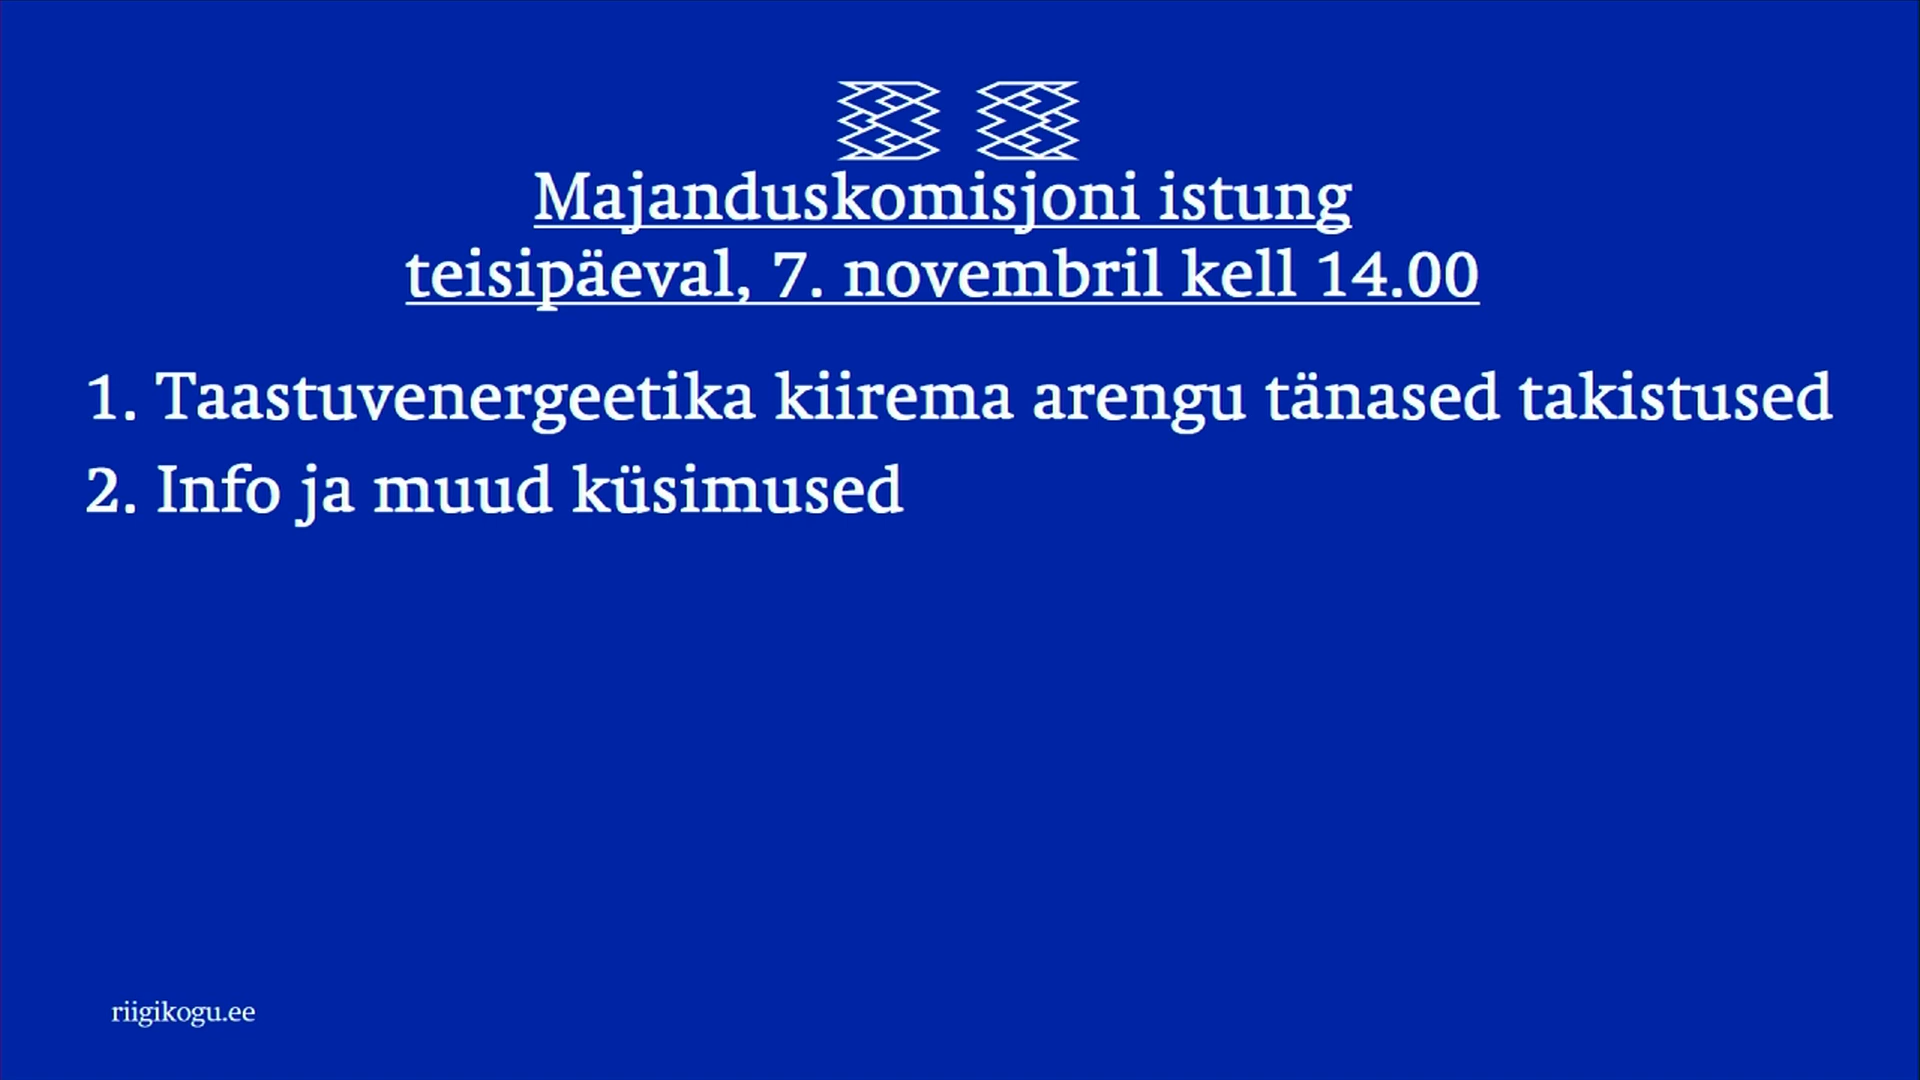 Majanduskomisjoni istung
teisipäeval, 7. novembril kell 14.00
1. Taastuvenergeetika kiirema arengu tänased takistused
2. Info ja muud küsimused
riigikogu.ee